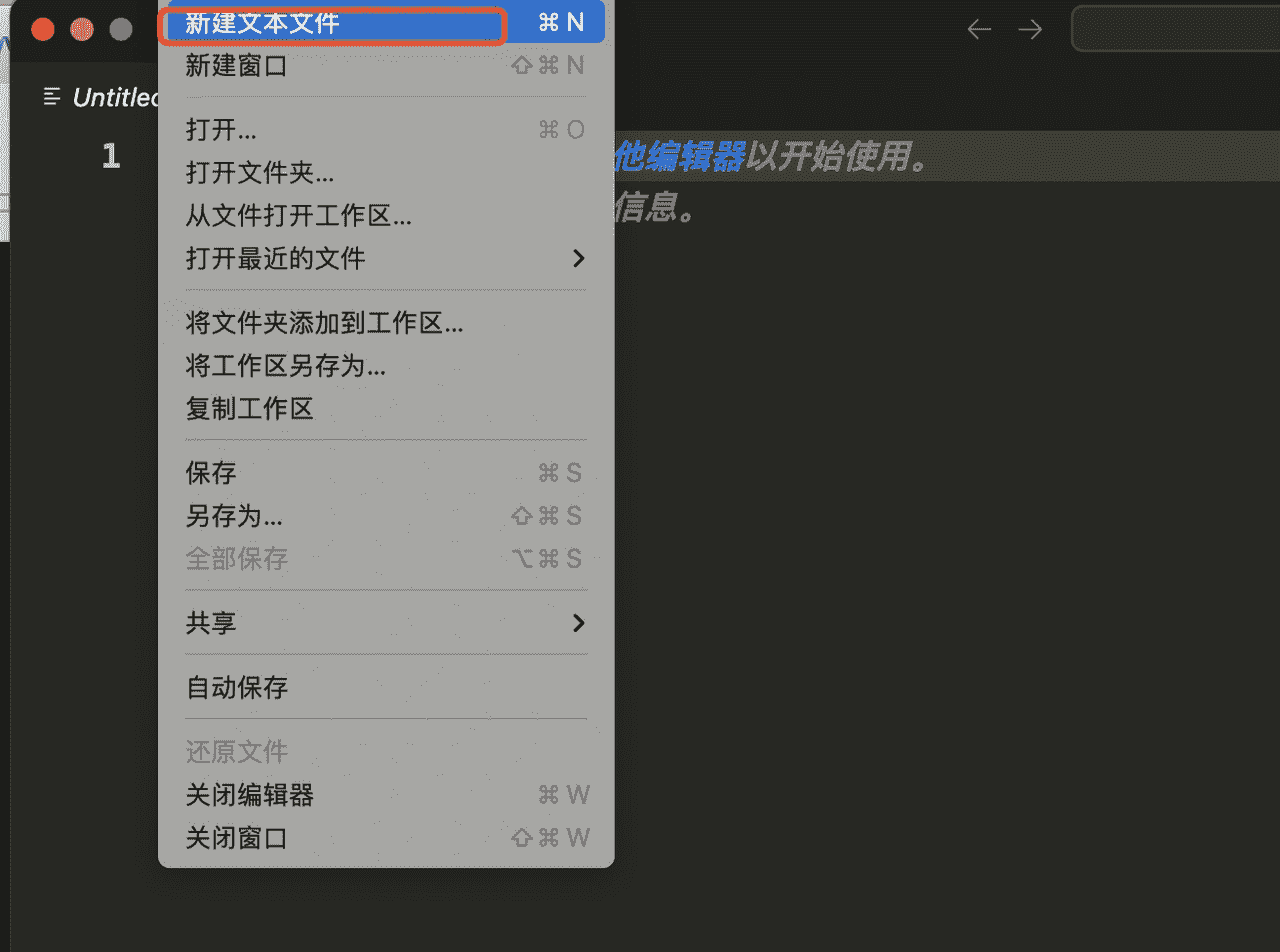 新建文本文件 ⌘ N
新建窗口 ⇧ ⌘ N
Untitled
打开... ⌘ O
1
他编辑器以开始使用。
打开文件夹...
信息。
从文件打开工作区...
打开最近的文件
将文件夹添加到工作区...
将工作区另存为...
复制工作区
保存 ⌘ S
另存为... ⇧ ⌘ S
全部保存 ⌥ ⌘ S
共享
自动保存
还原文件
关闭编辑器 ⌘ W
关闭窗口 ⇧ ⌘ W